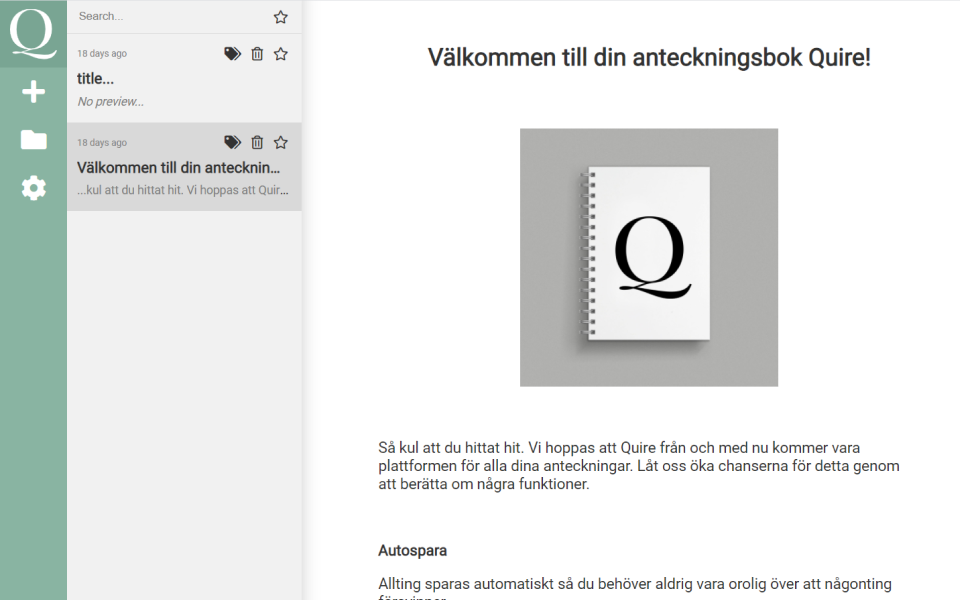 Q
Search...
18 days ago
title...
No preview...
18 days ago
Välkommen till din antecknin...
...kul att du hittat hit. Vi hoppas att Quir...
Välkommen till din anteckningsbok Quire!
Q
Så kul att du hittat hit. Vi hoppas att Quire från och med nu kommer vara
plattformen för alla dina anteckningar. Låt oss öka chanserna för detta genom
att berätta om några funktioner.
Autospara
Allting sparas automatiskt så du behöver aldrig vara orolig över att någonting